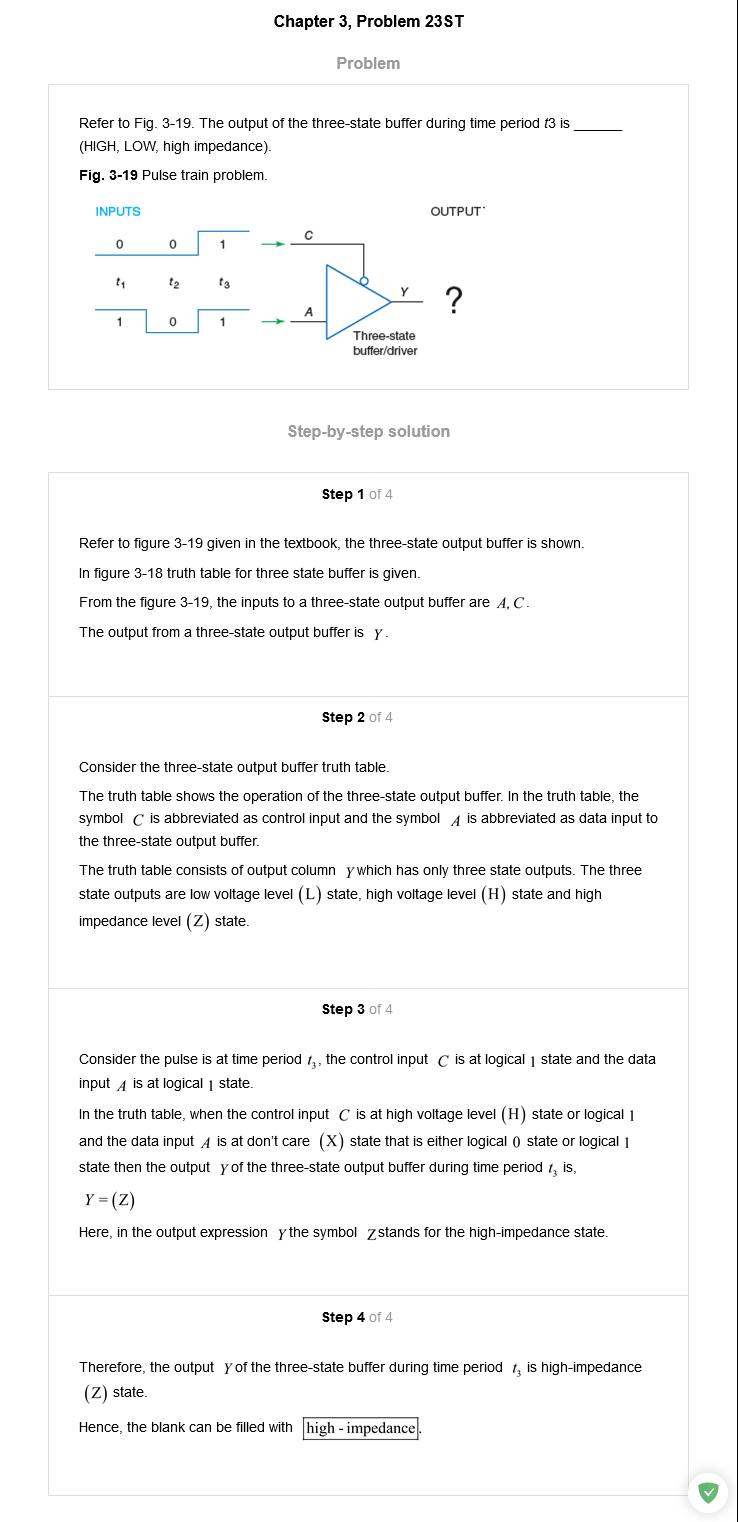 Chapter 3, Problem 23ST
Problem
Refer to Fig. 3-19. The output of the three-state buffer during time period t3 is ______
(HIGH, LOW, high impedance).
Fig. 3-19 Pulse train problem.
INPUTS
OUTPUT
0 0 1
C
t1 t2 t3
Y
?
1 0 1
A
Three-state
buffer/driver
Step-by-step solution
Step 1 of 4
Refer to figure 3-19 given in the textbook, the three-state output buffer is shown.
In figure 3-18 truth table for three state buffer is given.
From the figure 3-19, the inputs to a three-state output buffer are A, C.
The output from a three-state output buffer is Y.
Step 2 of 4
Consider the three-state output buffer truth table.
The truth table shows the operation of the three-state output buffer. In the truth table, the
symbol C is abbreviated as control input and the symbol A is abbreviated as data input to
the three-state output buffer.
The truth table consists of output column Y which has only three state outputs. The three
state outputs are low voltage level (L) state, high voltage level (H) state and high
impedance level (Z) state.
Step 3 of 4
Consider the pulse is at time period t3, the control input C is at logical 1 state and the data
input A is at logical 1 state.
In the truth table, when the control input C is at high voltage level (H) state or logical 1
and the data input A is at don't care (X) state that is either logical 0 state or logical 1
state then the output Y of the three-state output buffer during time period t3 is,
Y = (Z)
Here, in the output expression Y the symbol Z stands for the high-impedance state.
Step 4 of 4
Therefore, the output Y of the three-state buffer during time period t3 is high-impedance
(Z) state.
Hence, the blank can be filled with high - impedance.